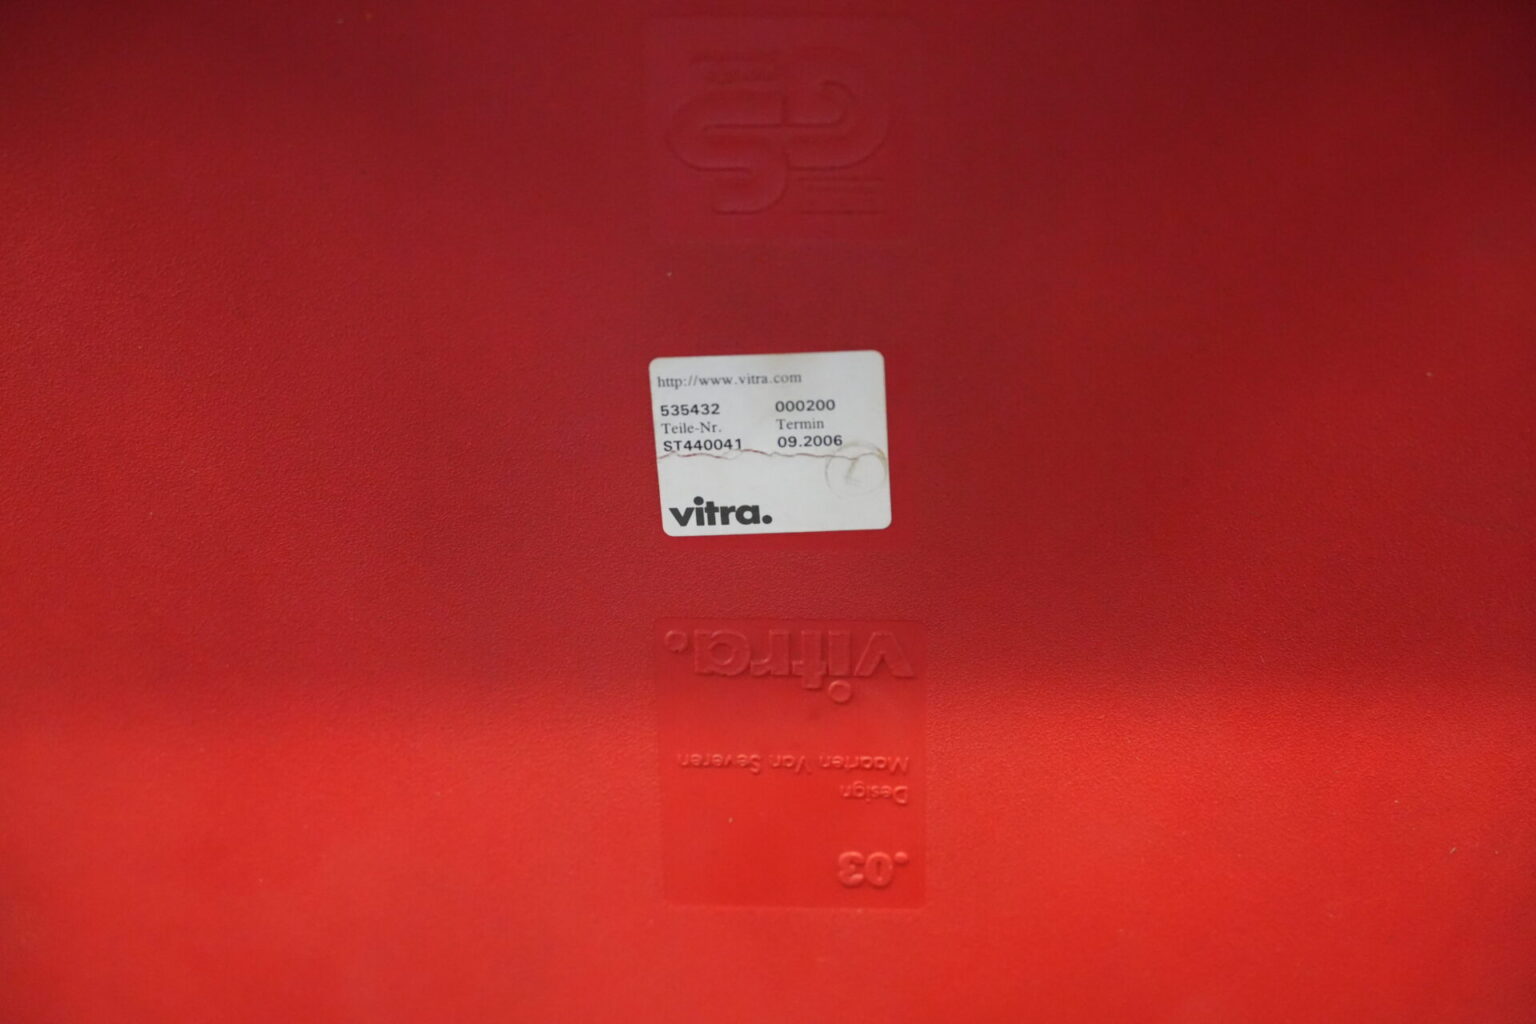 http://www.vitra.com
535432 000200
Teile-Nr. Termin
ST440041 09.2006
vitra.
vitra.
Maarten Van Severen
Design
.03